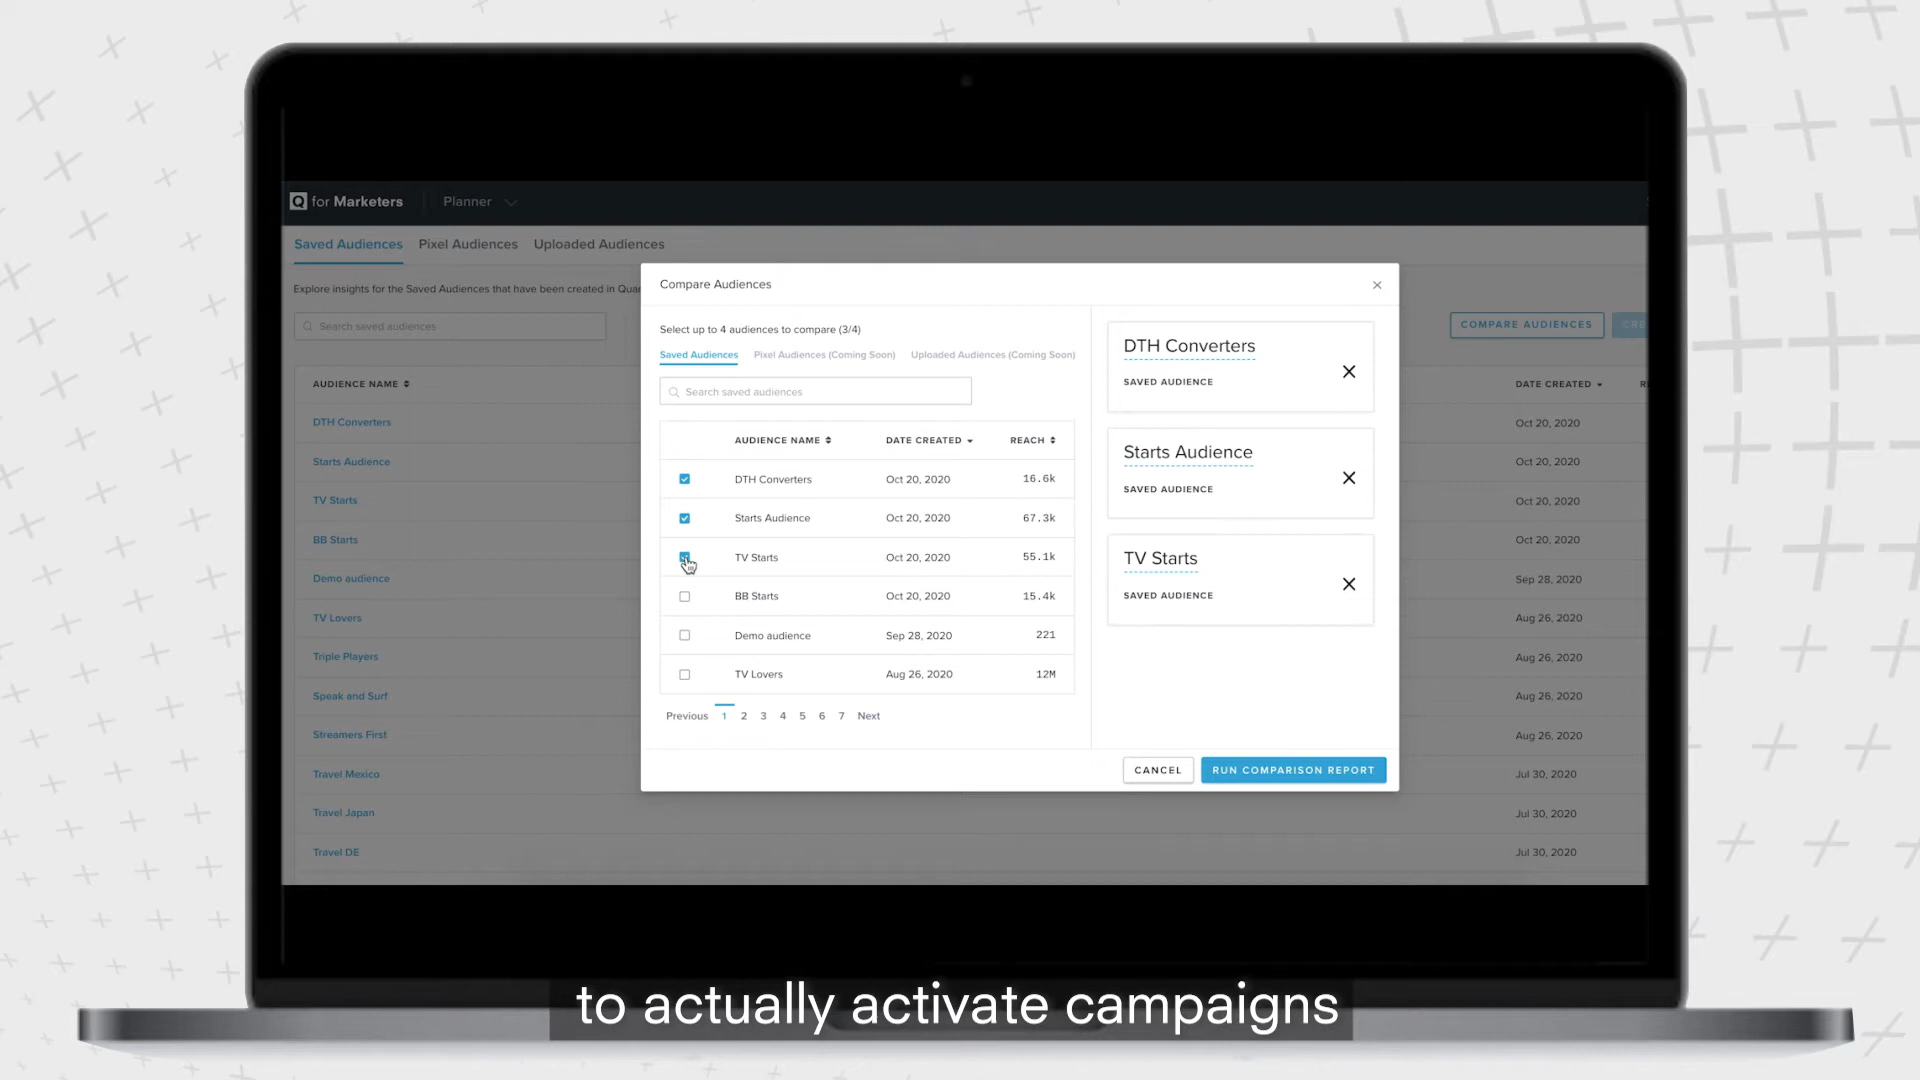 Q for Marketers Planner
Saved Audiences Pixel Audiences Uploaded Audiences
Explore insights for the Saved Audiences that have been created in
Search saved audiences
COMPARE AUDIENCES
AUDIENCE NAME DATE CREATED
DTH Converters Oct 20, 2020
Starts Audience Oct 20, 2020
TV Starts Oct 20, 2020
BB Starts Oct 20, 2020
Demo audience Sep 28, 2020
TV Lovers Aug 26, 2020
Triple Players Aug 26, 2020
Speak and Surf Aug 26, 2020
Streamers First Aug 26, 2020
Travel Mexico Jul 30, 2020
Travel Japan Jul 30, 2020
Travel DE Jul 30, 2020
Compare Audiences
Select up to 4 audiences to compare (3/4)
Saved Audiences Pixel Audiences (Coming Soon) Uploaded Audiences (Coming Soon)
Search saved audiences
AUDIENCE NAME DATE CREATED REACH
DTH Converters Oct 20, 2020 16.6k
Starts Audience Oct 20, 2020 67.3k
TV Starts Oct 20, 2020 55.1k
BB Starts Oct 20, 2020 15.4k
Demo audience Sep 28, 2020 221
TV Lovers Aug 26, 2020 12M
Previous 1 2 3 4 5 6 7 Next
DTH Converters
SAVED AUDIENCE
Starts Audience
SAVED AUDIENCE
TV Starts
SAVED AUDIENCE
CANCEL RUN COMPARISON REPORT
to actually activate campaigns